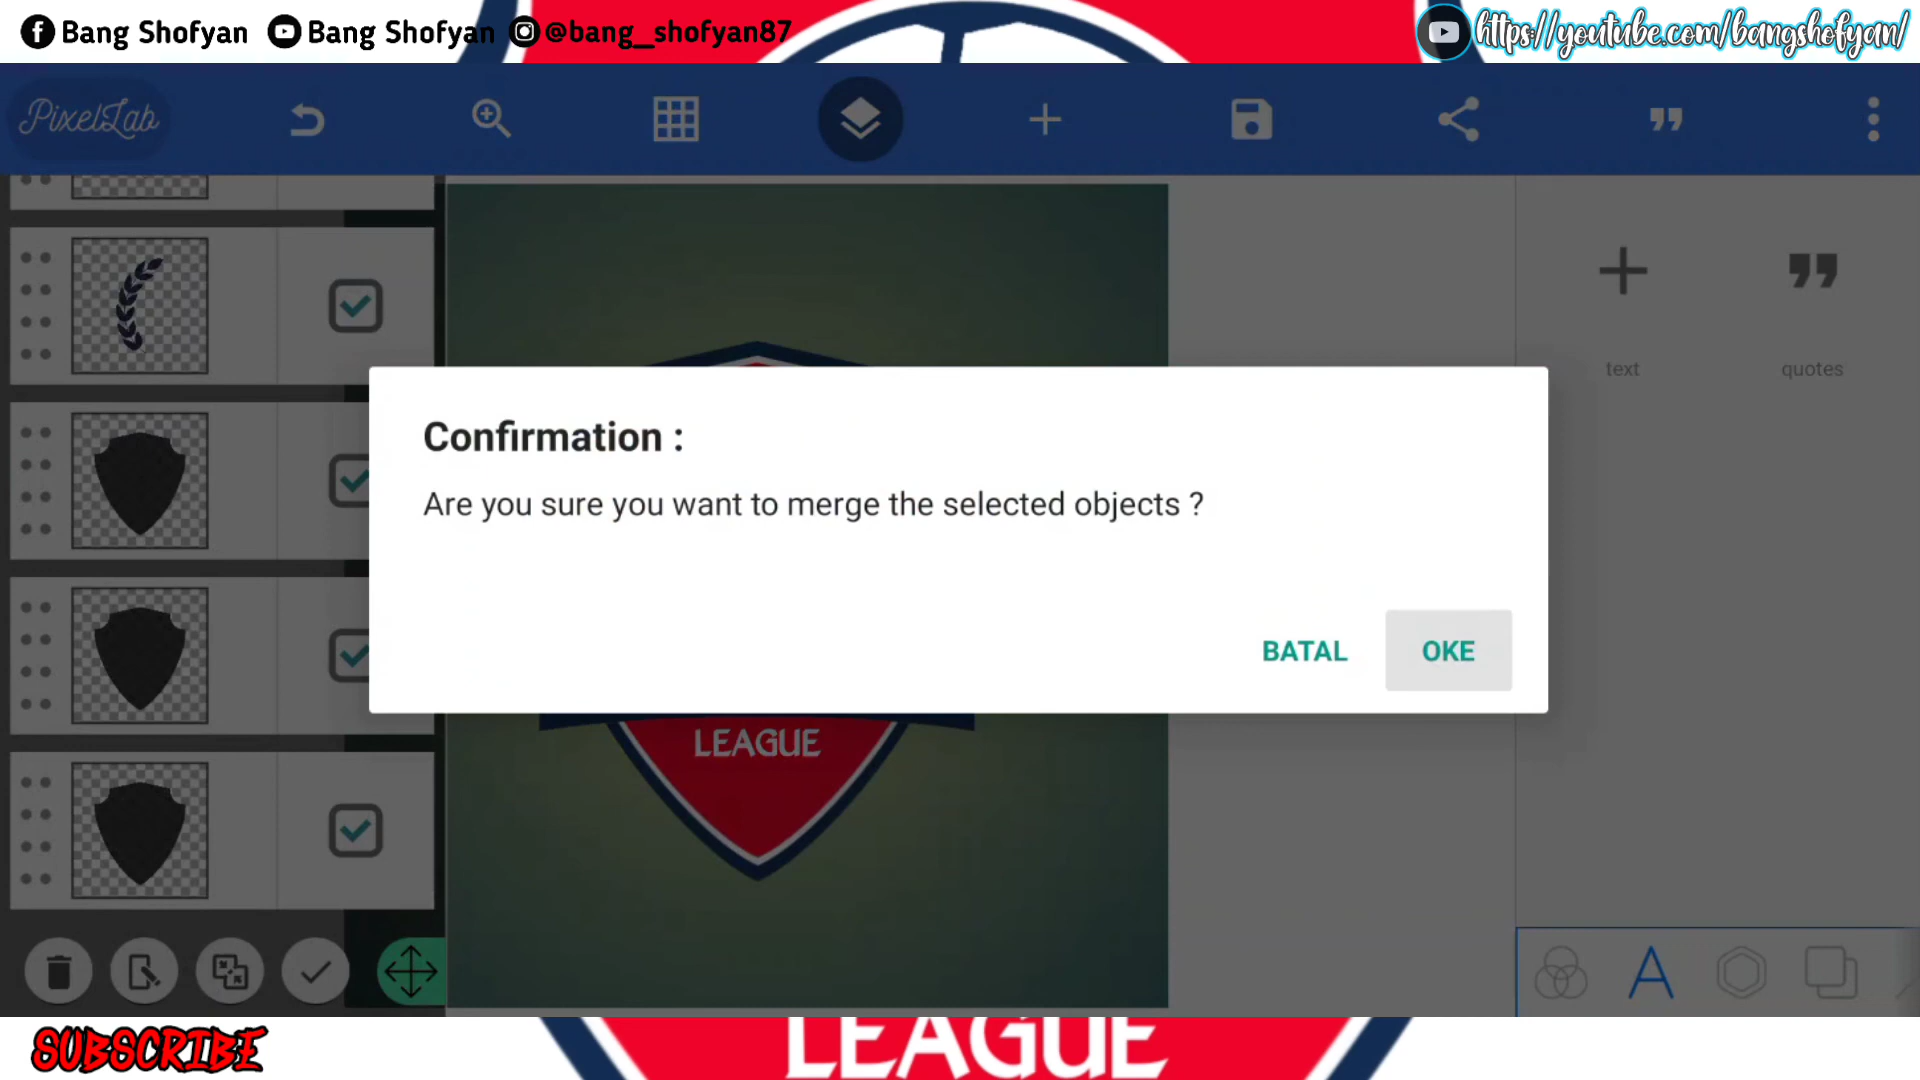 Bang Shofyan Bang Shofyan @bang_shofyan87 https://youtube.com/bangshofyan/
PixelLab
text quotes
Confirmation :
Are you sure you want to merge the selected objects ?
BATAL OKE
LEAGUE
SUBSCRIBE
LEAGUE